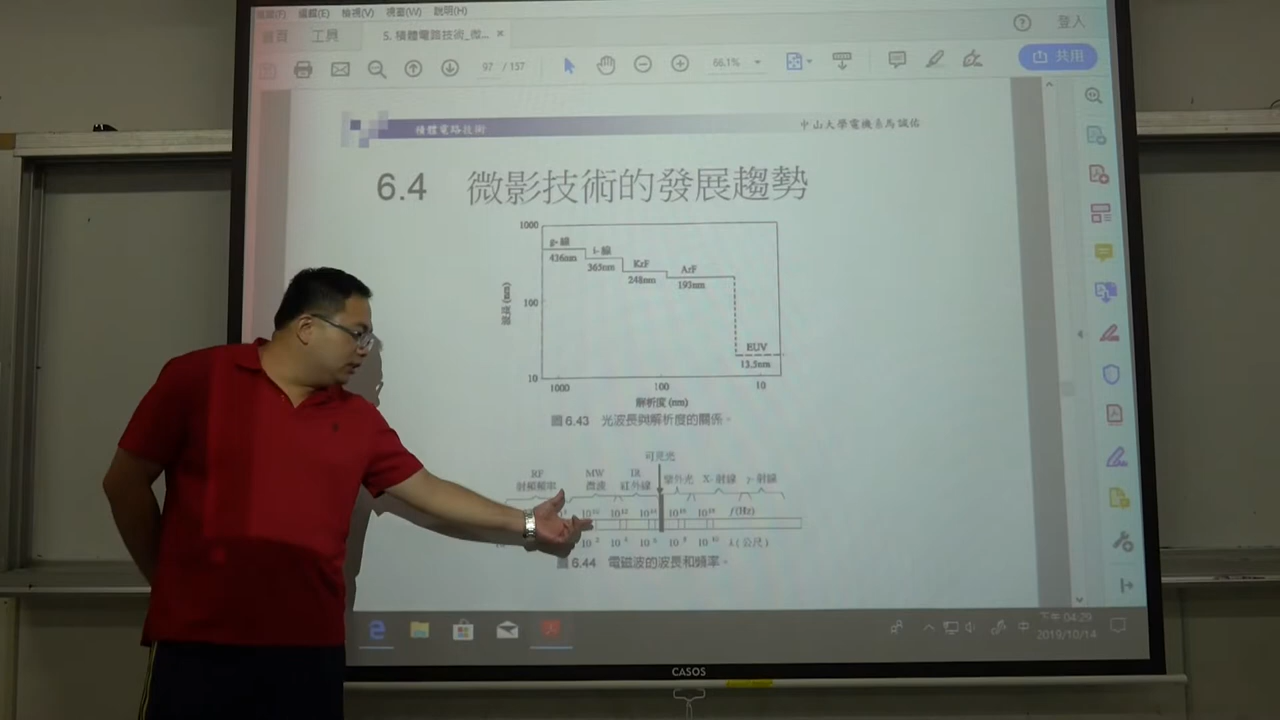 編輯(E) 檢視(V) 視窗(W) 說明(H)
首頁 工具 5. 積體電路技術_微... ×
登入
97 / 157 66.1% 共用
積體電路技術 中山大學電機系馬誠佑
6.4 微影技術的發展趨勢
1000
g-線
436nm
i-線
365nm
KrF
248nm
ArF
193nm
100
波長 (nm)
EUV
13.5nm
10
1000 100 10
解析度 (nm)
圖 6.43 光波長與解析度的關係。
可見光
RF MW IR 紫外光 X-射線 γ-射線
射頻頻率 微波 紅外線
f(Hz)
λ(公尺)
圖 6.44 電磁波的波長和頻率。
中 下午 04:29
2019/10/14
CASOS